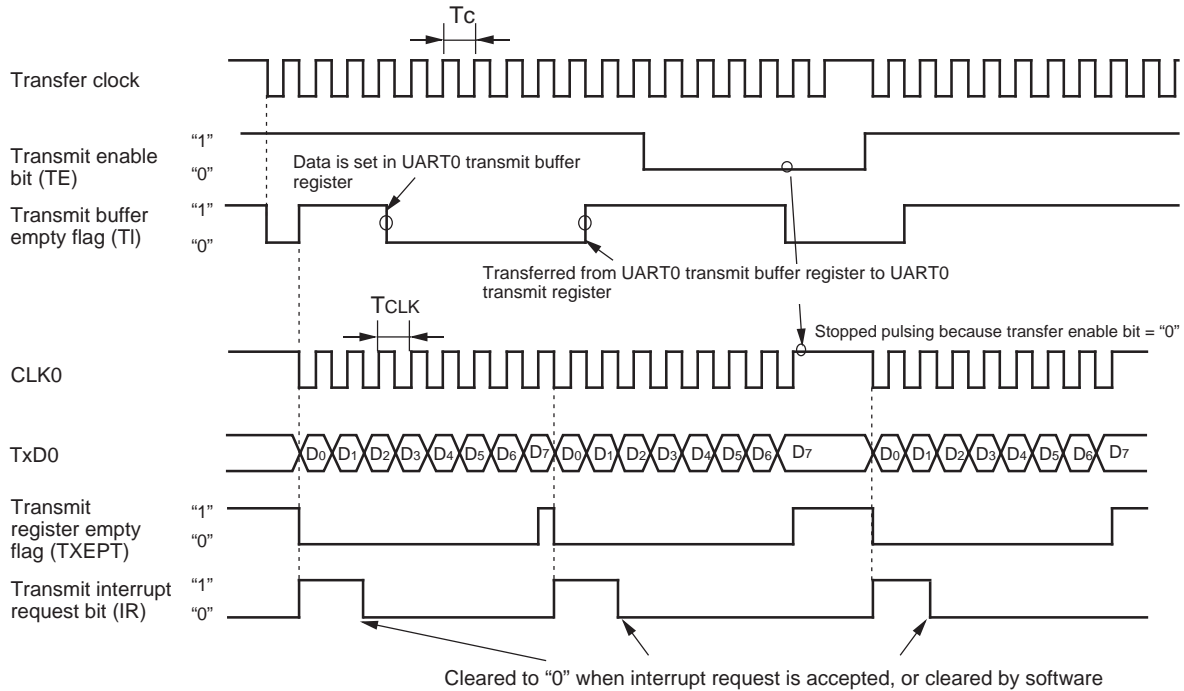 Tc
Transfer clock
“1”
Transmit enable
bit (TE)
“0”
Data is set in UART0 transmit buffer
register
Transmit buffer
empty flag (TI)
“1”
“0”
Transferred from UART0 transmit buffer register to UART0
transmit register
TCLK
Stopped pulsing because transfer enable bit = “0”
CLK0
TxD0
D0 D1 D2 D3 D4 D5 D6 D7 D0 D1 D2 D3 D4 D5 D6 D7 D0 D1 D2 D3 D4 D5 D6 D7
Transmit
register empty
flag (TXEPT)
“1”
“0”
Transmit interrupt
request bit (IR)
“1”
“0”
Cleared to “0” when interrupt request is accepted, or cleared by software